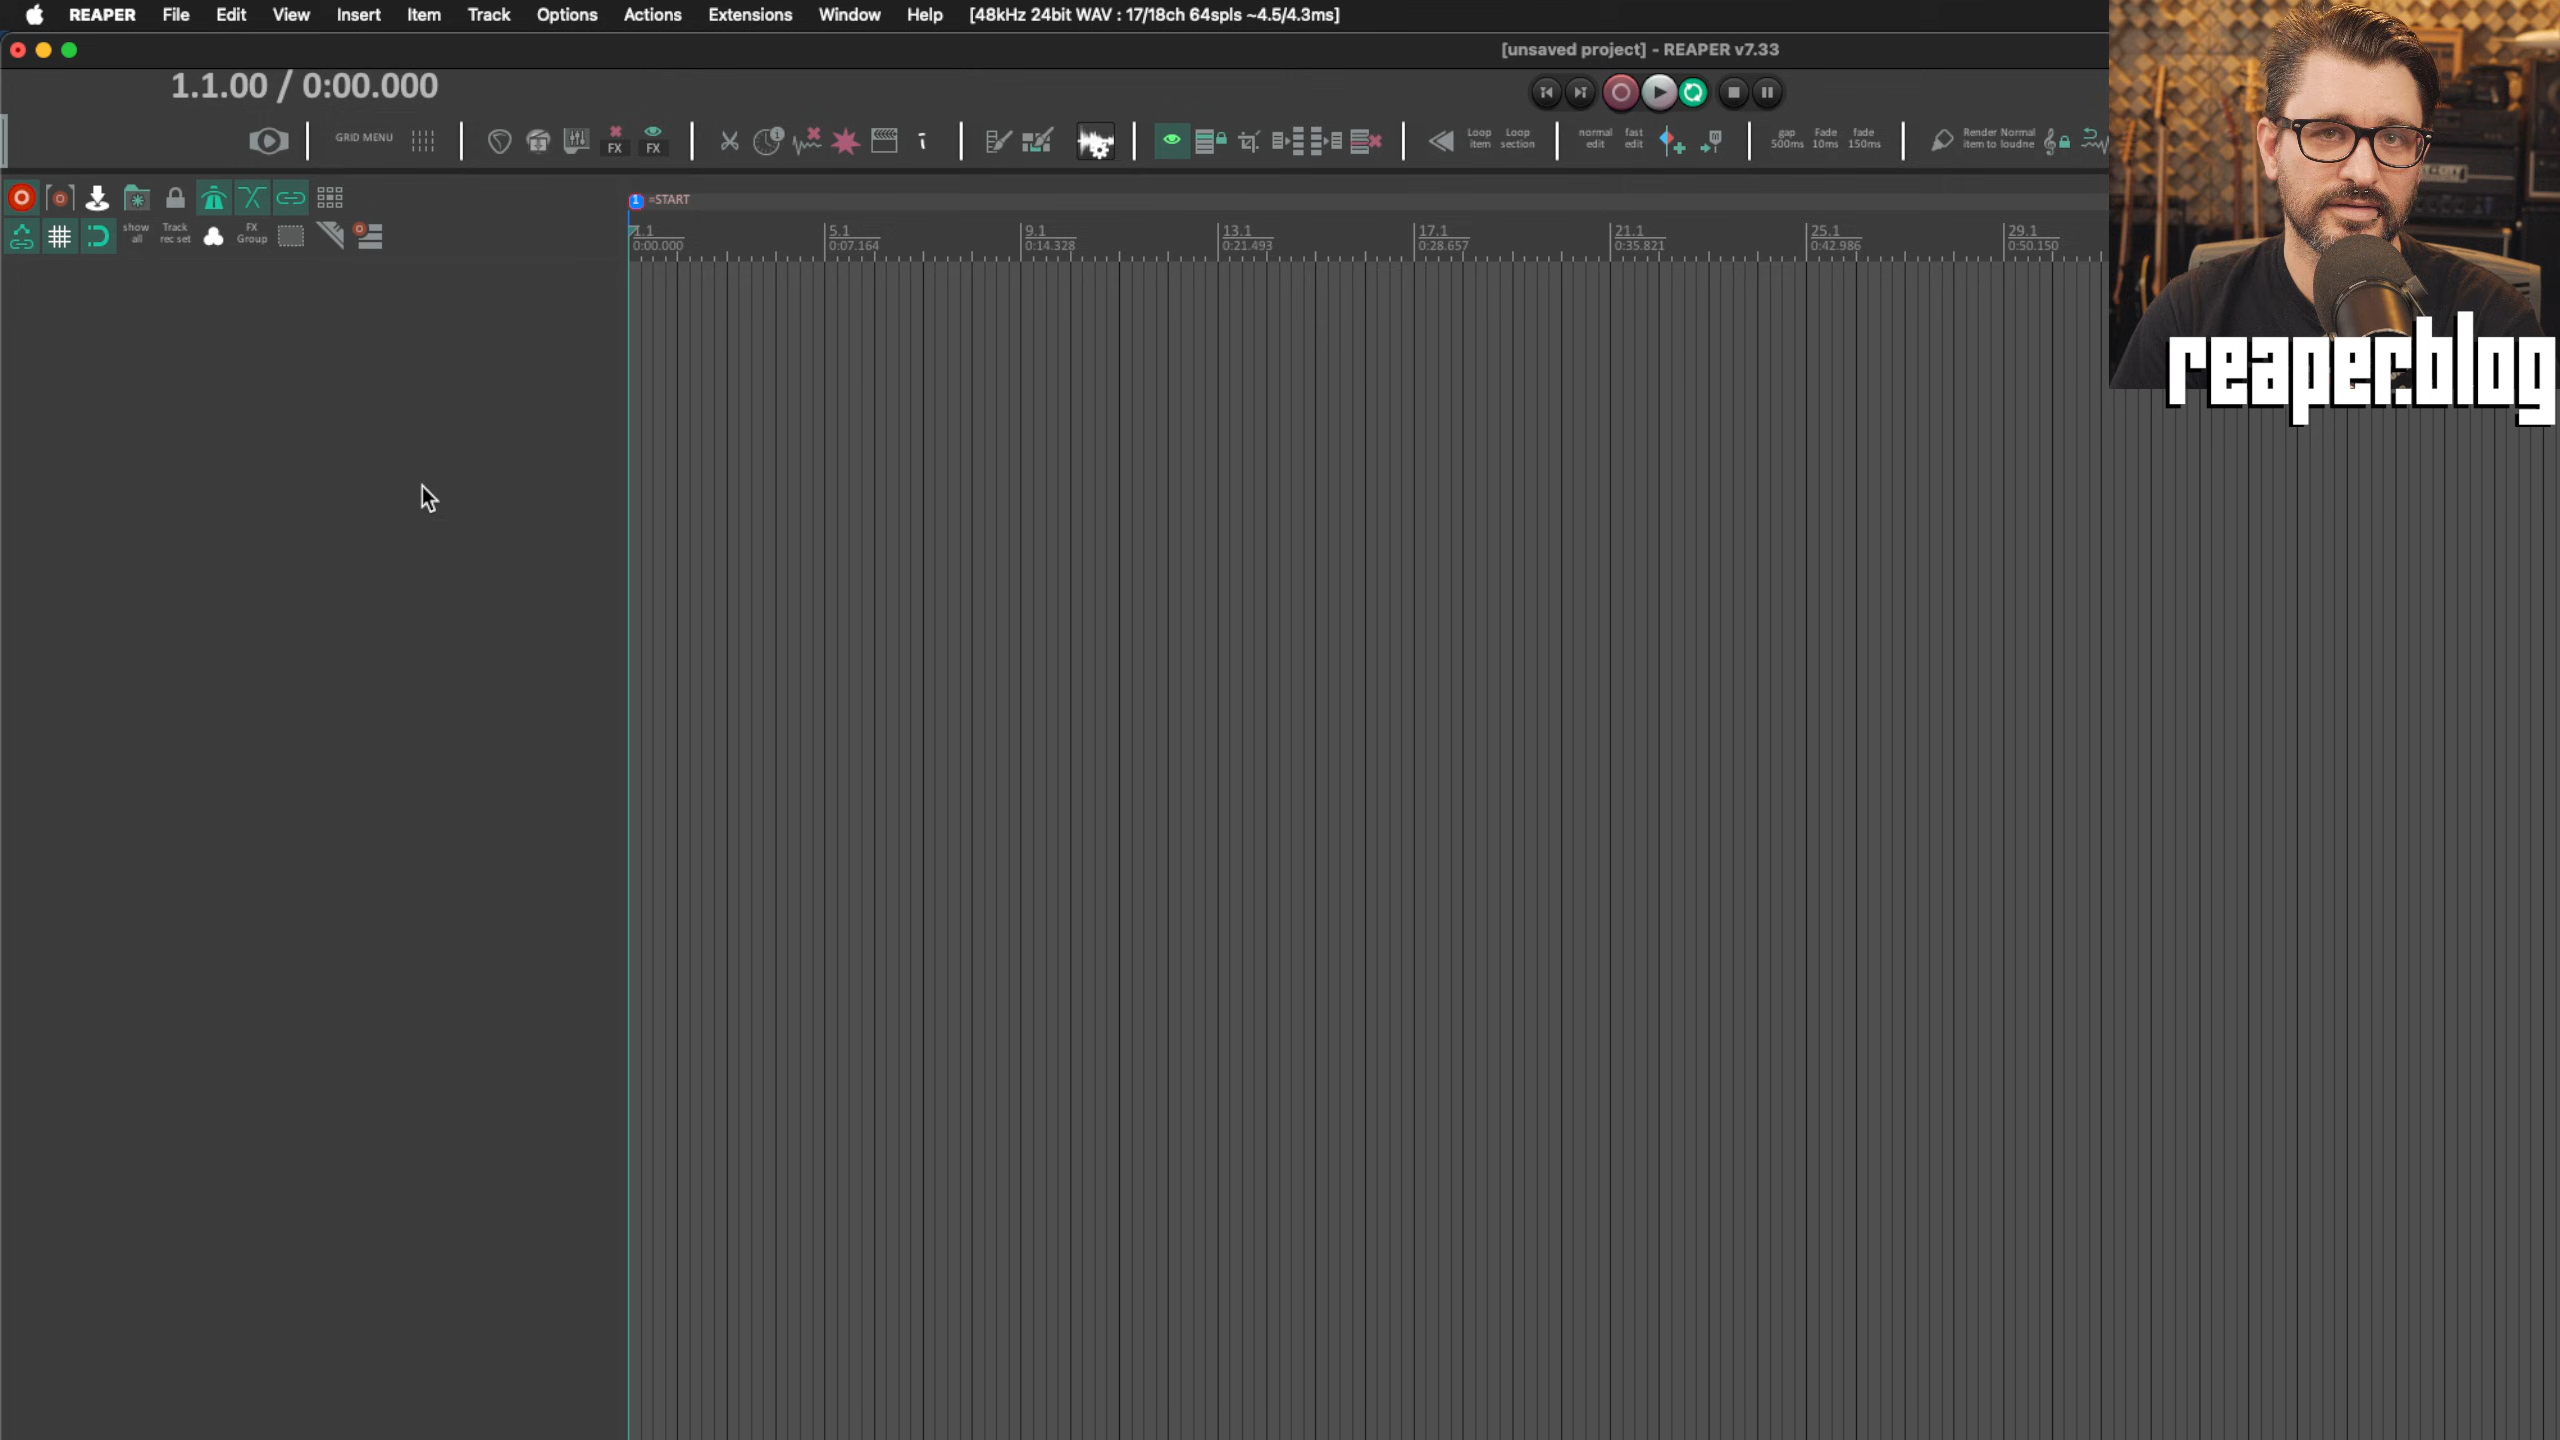 REAPER File Edit View Insert Item Track Options Actions Extensions Window Help [48kHz 24bit WAV : 17/18ch 64spls ~4.5/4.3ms]
[unsaved project] - REAPER v7.33
1.1.00 / 0:00.000
GRID MENU
FX
FX
Loop item
Loop section
normal edit
fast edit
gap 500ms
Fade 10ms
fade 150ms
Render item to
Normal loudne
show all
Track rec set
FX Group
1 =START
1.1 5.1 9.1 13.1 17.1 21.1 25.1 29.1
0:00.000 0:07.164 0:14.328 0:21.493 0:28.657 0:35.821 0:42.986 0:50.150
reaper.blog